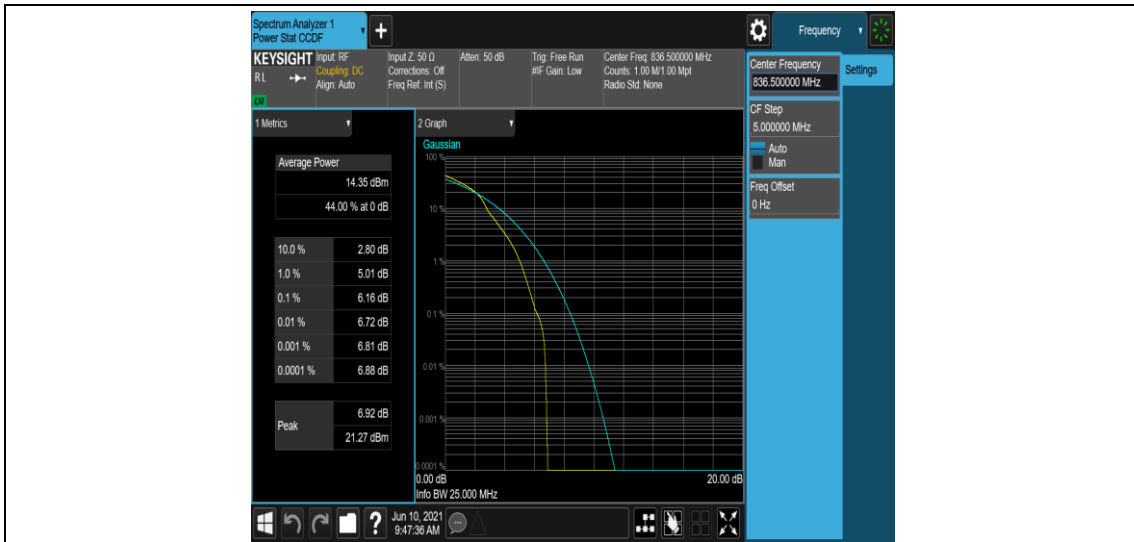 Spectrum Analyzer 1
Power Stat CCDF
+
Frequency
KEYSIGHT
RL
LXI
Input: RF
Coupling: DC
Align: Auto
Input Z: 50 Ω
Corrections: Off
Freq Ref: Int (S)
Atten: 50 dB
Trig: Free Run
#IF Gain: Low
Center Freq: 836.500000 MHz
Counts: 1.00 M/1.00 Mpt
Radio Std: None
Center Frequency
836.500000 MHz
Settings
CF Step
5.000000 MHz
Auto
Man
Freq Offset
0 Hz
1 Metrics
Average Power
14.35 dBm
44.00 % at 0 dB
10.0 % 2.80 dB
1.0 % 5.01 dB
0.1 % 6.16 dB
0.01 % 6.72 dB
0.001 % 6.81 dB
0.0001 % 6.88 dB
Peak
6.92 dB
21.27 dBm
2 Graph
Gaussian
100 %
10 %
1 %
0.1 %
0.01 %
0.001 %
0.0001 %
0.00 dB 20.00 dB
Info BW 25.000 MHz
?
Jun 10, 2021
9:47:36 AM